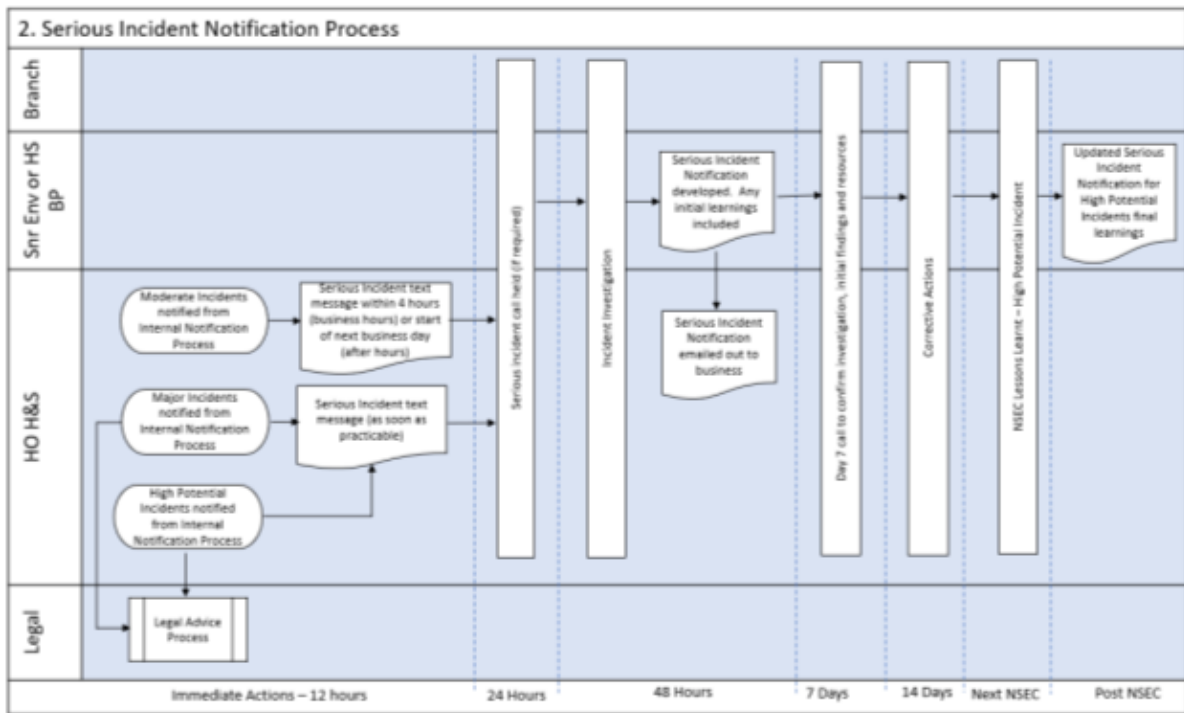 2. Serious Incident Notification Process
Branch
Snr Env or HS
BP
HO H&S
Legal
Moderate Incidents
notified from
Internal Notification
Process
Serious Incident text
message within 4 hours
(business hours) or start
of next business day
(after hours)
Major Incidents
notified from
Internal Notification
Process
Serious Incident text
message (as soon as
practicable)
High Potential
Incidents notified
from Internal
Notification Process
Legal Advice
Process
Serious incident call held (if required)
Incident Investigation
Serious Incident
Notification
developed. Any
initial learnings
included
Serious Incident
Notification
emailed out to
business
Day 7 call to confirm investigation, initial findings and resources
Corrective Actions
NSEC Lessons Learnt – High Potential Incident
Updated Serious
Incident
Notification for
High Potential
Incidents final
learnings
Immediate Actions – 12 hours
24 Hours
48 Hours
7 Days
14 Days
Next NSEC
Post NSEC